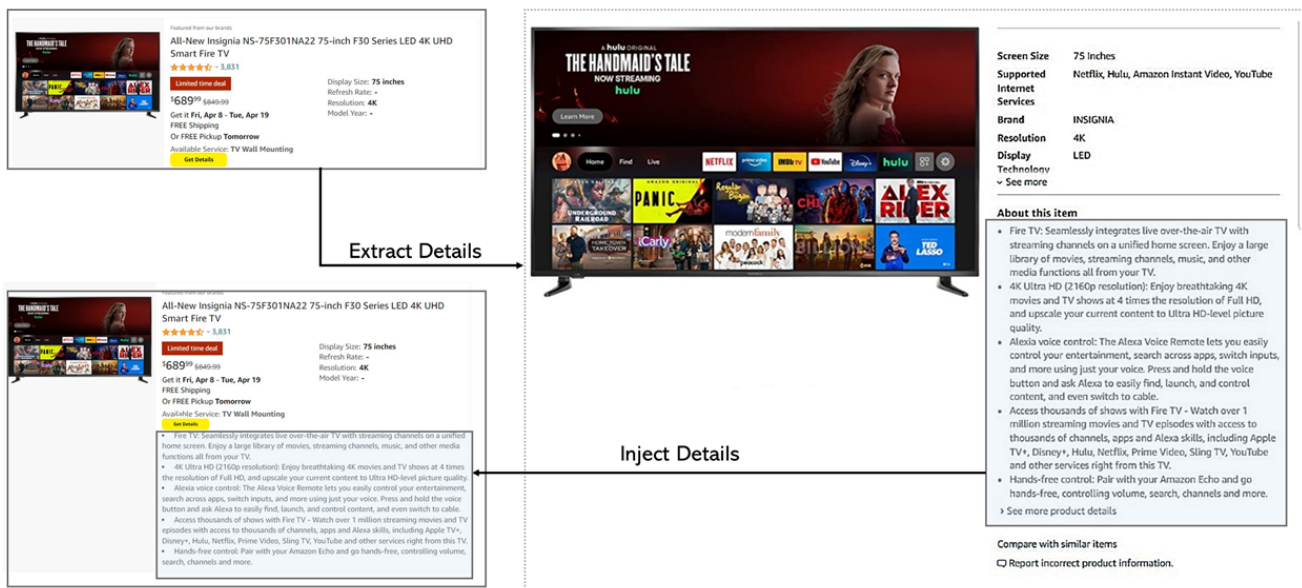 Featured from our brands
All-New Insignia NS-75F301NA22 75-inch F30 Series LED 4K UHD
Smart Fire TV
- 3,831
Limited time deal
$689⁹⁹ $849.99
Get it Fri, Apr 8 - Tue, Apr 19
FREE Shipping
Or FREE Pickup Tomorrow
Available Service: TV Wall Mounting
Get Details
Display Size: 75 inches
Refresh Rate: -
Resolution: 4K
Model Year: -
Extract Details
A hulu ORIGINAL
THE HANDMAID'S TALE
NOW STREAMING
hulu
Learn More
Home Find Live NETFLIX prime video IMDb TV YouTube Disney+ hulu
UNDERGROUND
RAILROAD
AMAZON ORIGINAL
PANIC
ALEX
RIDER
HOME TOWN
TAKEOVER
iCarly
modern family
peacock
TED
LASSO
Screen Size 75 Inches
Supported Netflix, Hulu, Amazon Instant Video, YouTube
Internet
Services
Brand INSIGNIA
Resolution 4K
Display LED
Technology
See more
About this item
• Fire TV: Seamlessly integrates live over-the-air TV with
streaming channels on a unified home screen. Enjoy a large
library of movies, streaming channels, music, and other
media functions all from your TV.
• 4K Ultra HD (2160p resolution): Enjoy breathtaking 4K
movies and TV shows at 4 times the resolution of Full HD,
and upscale your current content to Ultra HD-level picture
quality.
• Alexia voice control: The Alexa Voice Remote lets you easily
control your entertainment, search across apps, switch inputs,
and more using just your voice. Press and hold the voice
button and ask Alexa to easily find, launch, and control
content, and even switch to cable.
• Access thousands of shows with Fire TV - Watch over 1
million streaming movies and TV episodes with access to
thousands of channels, apps and Alexa skills, including Apple
TV+, Disney+, Hulu, Netflix, Prime Video, Sling TV, YouTube
and other services right from this TV.
• Hands-free control: Pair with your Amazon Echo and go
hands-free, controlling volume, search, channels and more.
› See more product details
Compare with similar items
Report incorrect product information.
Inject Details
Featured from our brands
All-New Insignia NS-75F301NA22 75-inch F30 Series LED 4K UHD
Smart Fire TV
- 3,831
Limited time deal
$689⁹⁹ $849.99
Get it Fri, Apr 8 - Tue, Apr 19
FREE Shipping
Or FREE Pickup Tomorrow
Available Service: TV Wall Mounting
Get Details
Display Size: 75 inches
Refresh Rate: -
Resolution: 4K
Model Year: -
• Fire TV: Seamlessly integrates live over-the-air TV with streaming channels on a unified
home screen. Enjoy a large library of movies, streaming channels, music, and other media
functions all from your TV.
• 4K Ultra HD (2160p resolution): Enjoy breathtaking 4K movies and TV shows at 4 times
the resolution of Full HD, and upscale your current content to Ultra HD-level picture quality.
• Alexia voice control: The Alexa Voice Remote lets you easily control your entertainment,
search across apps, switch inputs, and more using just your voice. Press and hold the voice
button and ask Alexa to easily find, launch, and control content, and even switch to cable.
• Access thousands of shows with Fire TV - Watch over 1 million streaming movies and TV
episodes with access to thousands of channels, apps and Alexa skills, including Apple TV+,
Disney+, Hulu, Netflix, Prime Video, Sling TV, YouTube and other services right from this TV.
• Hands-free control: Pair with your Amazon Echo and go hands-free, controlling volume,
search, channels and more.